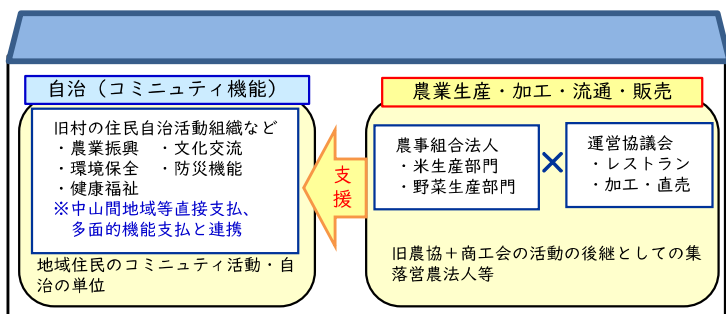 自治（コミニュティ機能）
旧村の住民自治活動組織など
・農業振興　・文化交流
・環境保全　・防災機能
・健康福祉
※中山間地域等直接支払、
多面的機能支払と連携
地域住民のコミニュティ活動・自
治の単位
支援
農業生産・加工・流通・販売
農事組合法人
・米生産部門
・野菜生産部門
×
運営協議会
・レストラン
・加工・直売
旧農協＋商工会の活動の後継としての集
落営農法人等